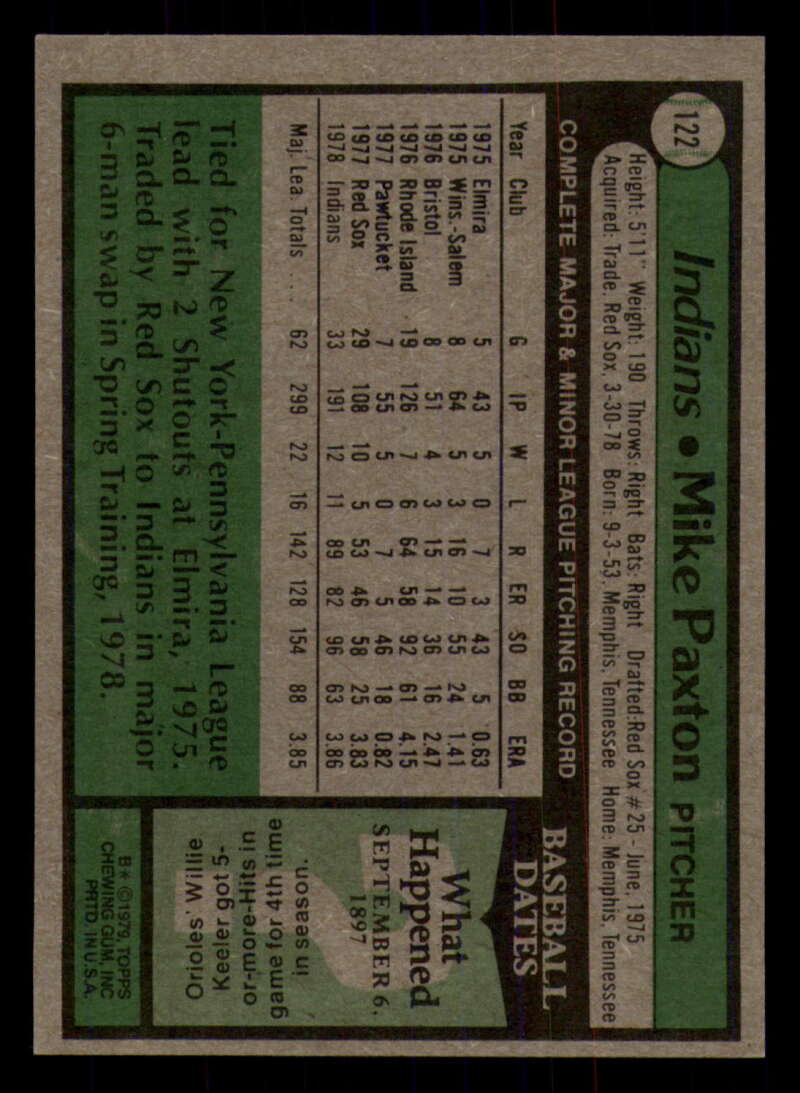 122
Indians • Mike Paxton PITCHER
Height: 5'11" Weight: 190 Throws: Right Bats: Right Drafted: Red Sox #25 - June, 1975
Acquired: Trade, Red Sox, 3-30-78 Born: 9-3-53, Memphis, Tennessee Home: Memphis, Tennessee
COMPLETE MAJOR & MINOR LEAGUE PITCHING RECORD
Year Club G IP W L R ER SO BB ERA
1975 Elmira 5 43 5 0 7 3 43 5 0.63
1975 Wins.-Salem 8 64 5 3 16 10 55 24 1.41
1976 Bristol 8 51 4 3 15 14 36 16 2.47
1976 Rhode Island 19 126 7 6 64 58 92 61 4.15
1977 Pawtucket 7 55 5 0 7 5 46 18 0.82
1977 Red Sox 29 108 10 5 53 46 58 25 3.83
1978 Indians 33 191 12 11 89 82 96 63 3.86
Maj. Lea. Totals .... 62 299 22 16 142 128 154 88 3.85
Tied for New York-Pennsylvania League
lead with 2 Shutouts at Elmira, 1975.
Traded by Red Sox to Indians in major
6-man swap in Spring Training, 1978.
BASEBALL
DATES
What
Happened
SEPTEMBER 6,
1897
Orioles' Willie
Keeler got 5-
or-more-Hits in
game for 4th time
in season.
B* ©1979, TOPPS
CHEWING GUM, INC
PRTD. IN U.S.A.